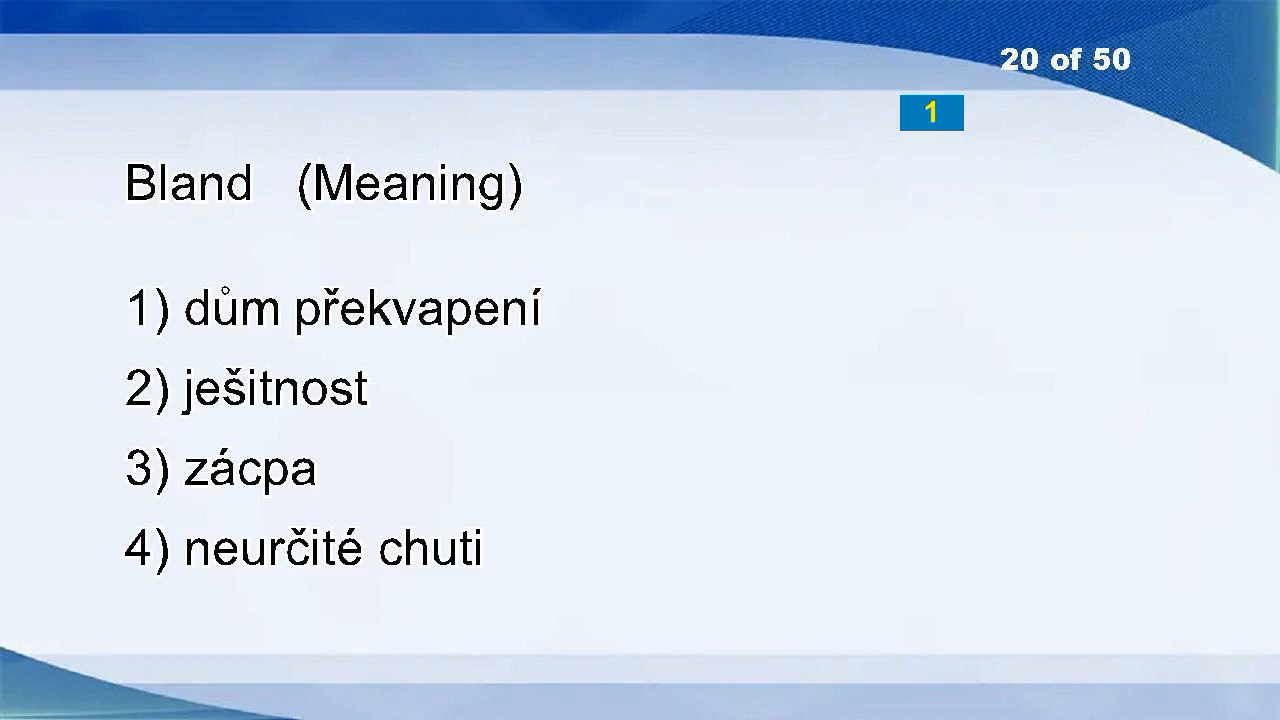 20 of 50
1
Bland (Meaning)
1) dům překvapení
2) ješitnost
3) zácpa
4) neurčité chuti